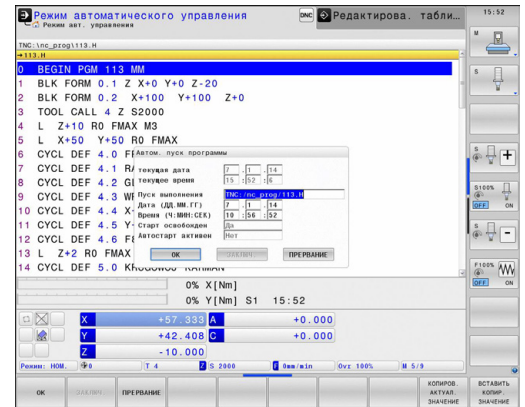 Режим автоматического управления
Режим авт. управления
DNC
Редактирова. табли…
15:52
TNC:\nc_prog\113.H
→113.H
0 BEGIN PGM 113 MM
1 BLK FORM 0.1 Z X+0 Y+0 Z-20
2 BLK FORM 0.2 X+100 Y+100 Z+0
3 TOOL CALL 4 Z S2000
4 L Z+10 R0 FMAX M3
5 L X+50 Y+50 R0 FMAX
6 CYCL DEF 4.0
7 CYCL DEF 4.1
8 CYCL DEF 4.2
9 CYCL DEF 4.3
10 CYCL DEF 4.4
11 CYCL DEF 4.5
12 CYCL DEF 4.6
13 L Z+2 R0 FMAX
14 CYCL DEF 5.0
Автом. пуск программы
текущая дата 7 .1 .14
текущее время 15 :52 :6
Пуск выполнения TNC:/nc_prog/113.H
Дата (ДД.ММ.ГГ) 7 .1 .14
Время (Ч:МИН:СЕК) 10 :56 :52
Старт освобожден Да
Автостарт активен Нет
ОК
ПРЕРВАНИЕ
0% X[Nm]
0% Y[Nm] S1 15:52
X +57.333 A +0.000
Y +42.408 C +0.000
Z -10.000
Режим: НОМ. 0 T 4 Z S 2000 F 0mm/min Ovr 100% M 5/9
M
S
S
S100%
OFF ON
S
F100%
OFF ON
ОК
ПРЕРВАНИЕ
КОПИРОВ. АКТУАЛ. ЗНАЧЕНИЕ
ВСТАВИТЬ КОПИР. ЗНАЧЕНИЕ